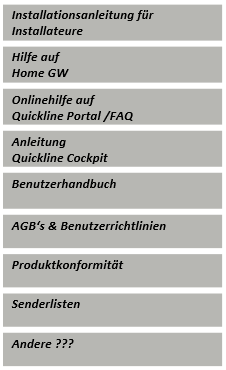 Installationsanleitung für
Installateure
Hilfe auf
Home GW
Onlinehilfe auf
Quickline Portal /FAQ
Anleitung
Quickline Cockpit
Benutzerhandbuch
AGB‘s & Benutzerrichtlinien
Produktkonformität
Senderlisten
Andere ???